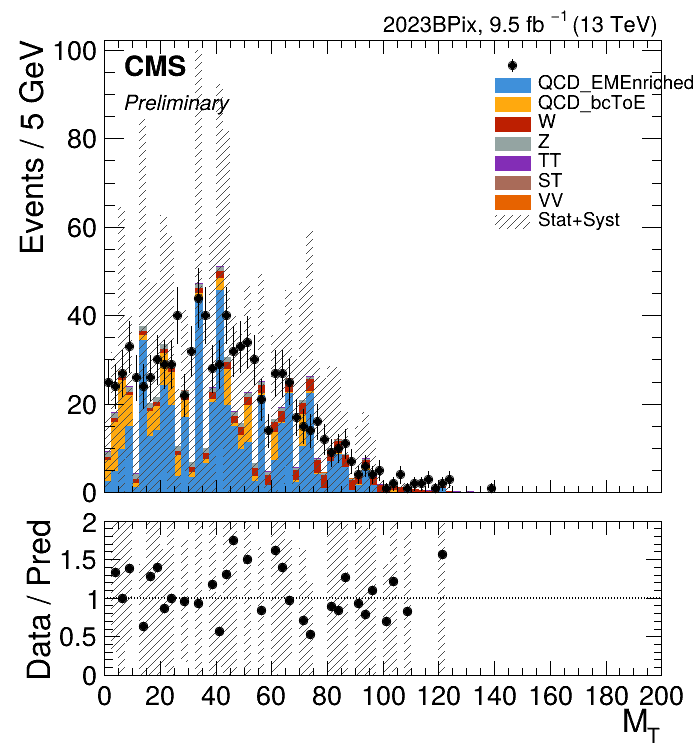 2023BPix, 9.5 fb⁻¹ (13 TeV)
CMS
Preliminary
QCD_EMEnriched
QCD_bcToE
W
Z
TT
ST
VV
Stat+Syst
Events / 5 GeV
100
80
60
40
20
0
Data / Pred
2
1.5
1
0.5
0
0 20 40 60 80 100 120 140 160 180 200
M_T